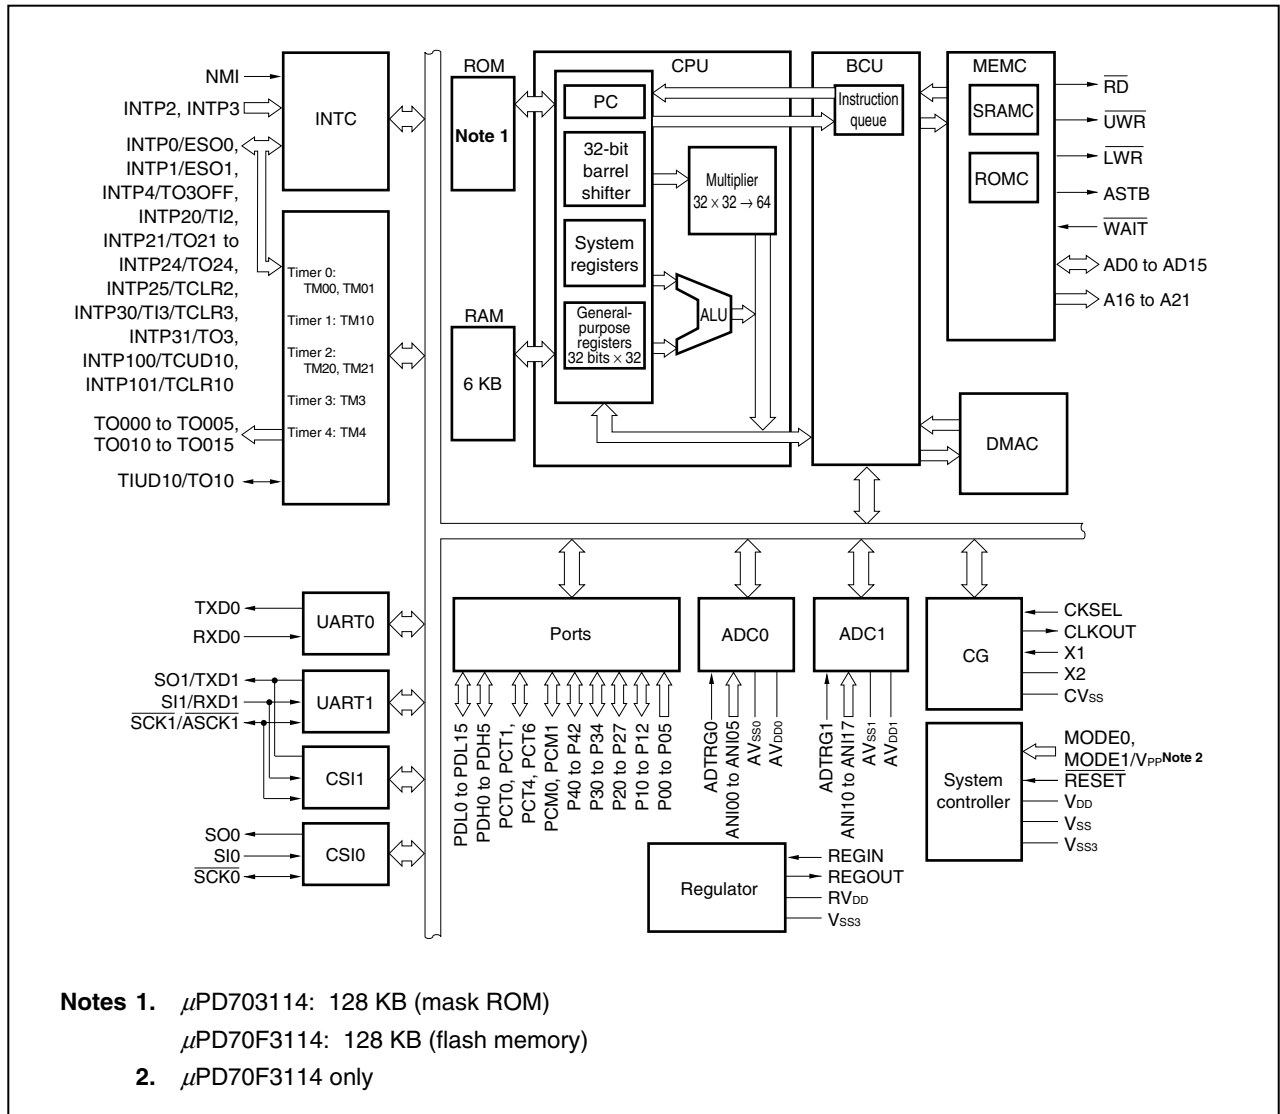 NMI
INTP2, INTP3
INTP0/ESO0,
INTP1/ESO1,
INTP4/TO3OFF,
INTP20/TI2,
INTP21/TO21 to
INTP24/TO24,
INTP25/TCLR2,
INTP30/TI3/TCLR3,
INTP31/TO3,
INTP100/TCUD10,
INTP101/TCLR10
TO000 to TO005,
TO010 to TO015
TIUD10/TO10
INTC
Timer 0:
TM00, TM01
Timer 1: TM10
Timer 2:
TM20, TM21
Timer 3: TM3
Timer 4: TM4
ROM
Note 1
RAM
6 KB
CPU
PC
32-bit
barrel
shifter
System
registers
General-
purpose
registers
32 bits × 32
Multiplier
32 × 32 → 64
ALU
BCU
Instruction
queue
MEMC
SRAMC
ROMC
RD
UWR
LWR
ASTB
WAIT
AD0 to AD15
A16 to A21
DMAC
TXD0
RXD0
UART0
SO1/TXD1
SI1/RXD1
SCK1/ASCK1
UART1
CSI1
SO0
SI0
SCK0
CSI0
Ports
PDL0 to PDL15
PDH0 to PDH5
PCT0, PCT1,
PCT4, PCT6
PCM0, PCM1
P40 to P42
P30 to P34
P20 to P27
P10 to P12
P00 to P05
ADC0
ADTRG0
ANI00 to ANI05
AVSS0
AVDD0
ADC1
ADTRG1
ANI10 to ANI17
AVSS1
AVDD1
CG
CKSEL
CLKOUT
X1
X2
CVSS
System
controller
MODE0,
MODE1/VPP Note 2
RESET
VDD
VSS
VSS3
Regulator
REGIN
REGOUT
RVDD
VSS3
Notes 1. μPD703114: 128 KB (mask ROM)
μPD70F3114: 128 KB (flash memory)
2. μPD70F3114 only